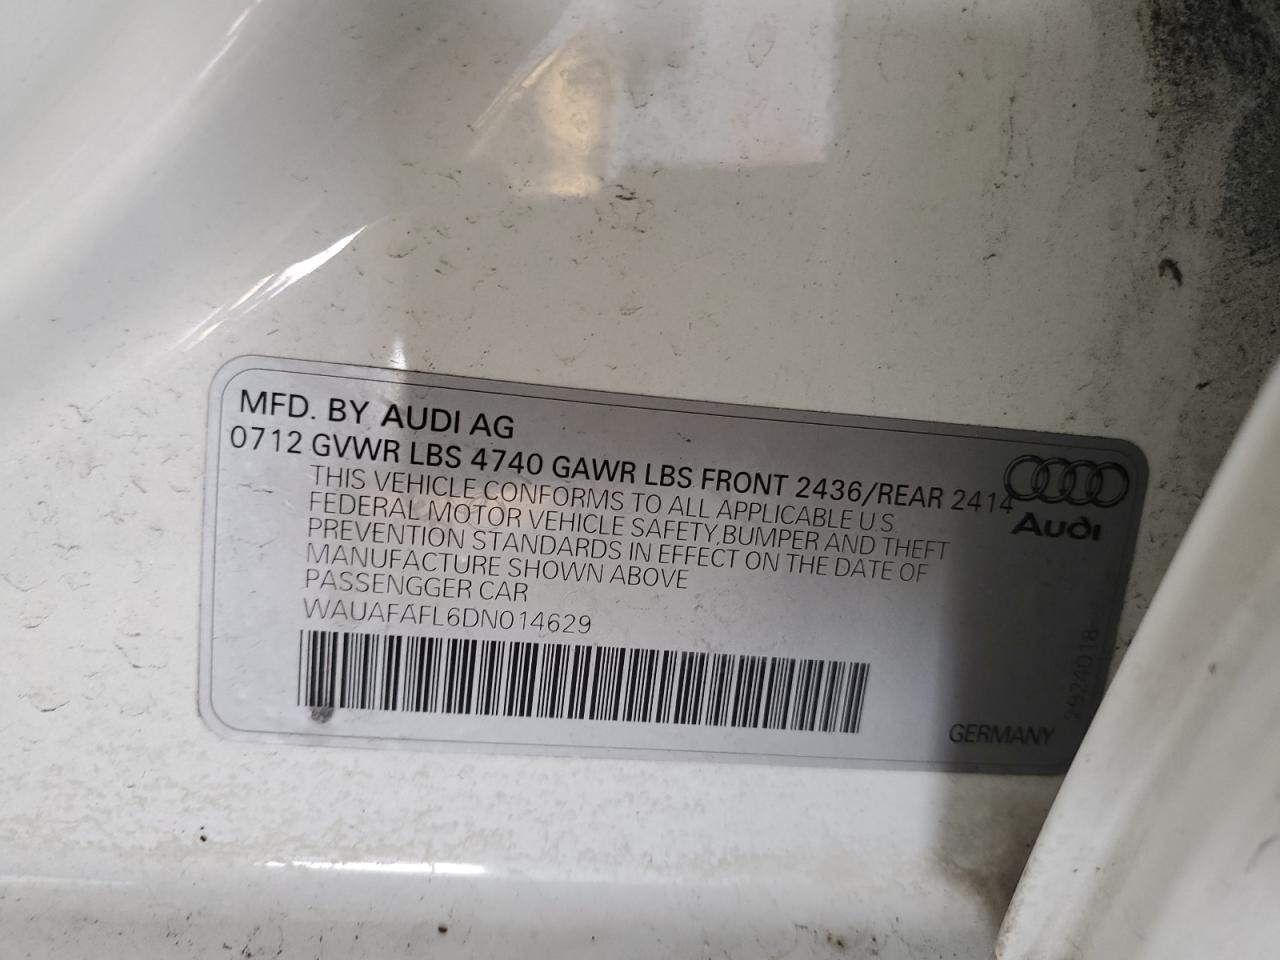 MFD. BY AUDI AG
0712 GVWR LBS 4740 GAWR LBS FRONT 2436/REAR 2414
THIS VEHICLE CONFORMS TO ALL APPLICABLE U.S.
FEDERAL MOTOR VEHICLE SAFETY,BUMPER AND THEFT
PREVENTION STANDARDS IN EFFECT ON THE DATE OF
MANUFACTURE SHOWN ABOVE
PASSENGGER CAR
WAUAFAFL6DN014629
Audi
2924018
GERMANY